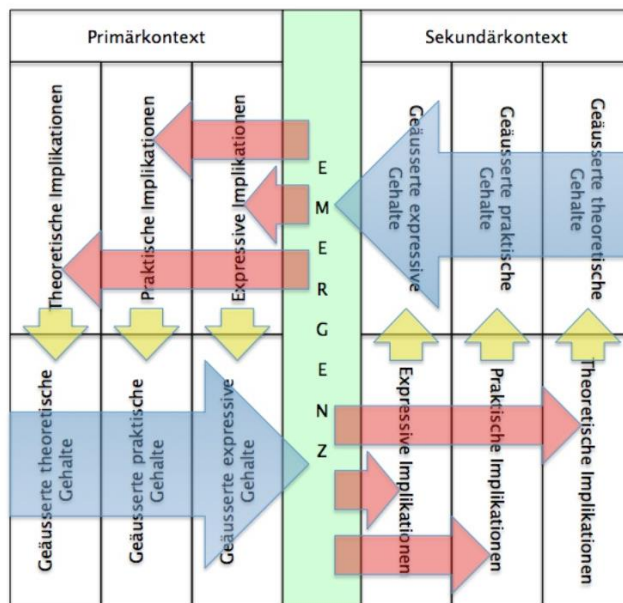 Primärkontext
Sekundärkontext
Theoretische Implikationen
Praktische Implikationen
Expressive Implikationen
EMERGENZ
Geäusserte expressive
Gehalte
Geäusserte praktische
Gehalte
Geäusserte theoretische
Gehalte
Geäusserte theoretische
Gehalte
Geäusserte praktische
Gehalte
Geäusserte expressive
Gehalte
Expressive Implikationen
Praktische Implikationen
Theoretische Implikationen